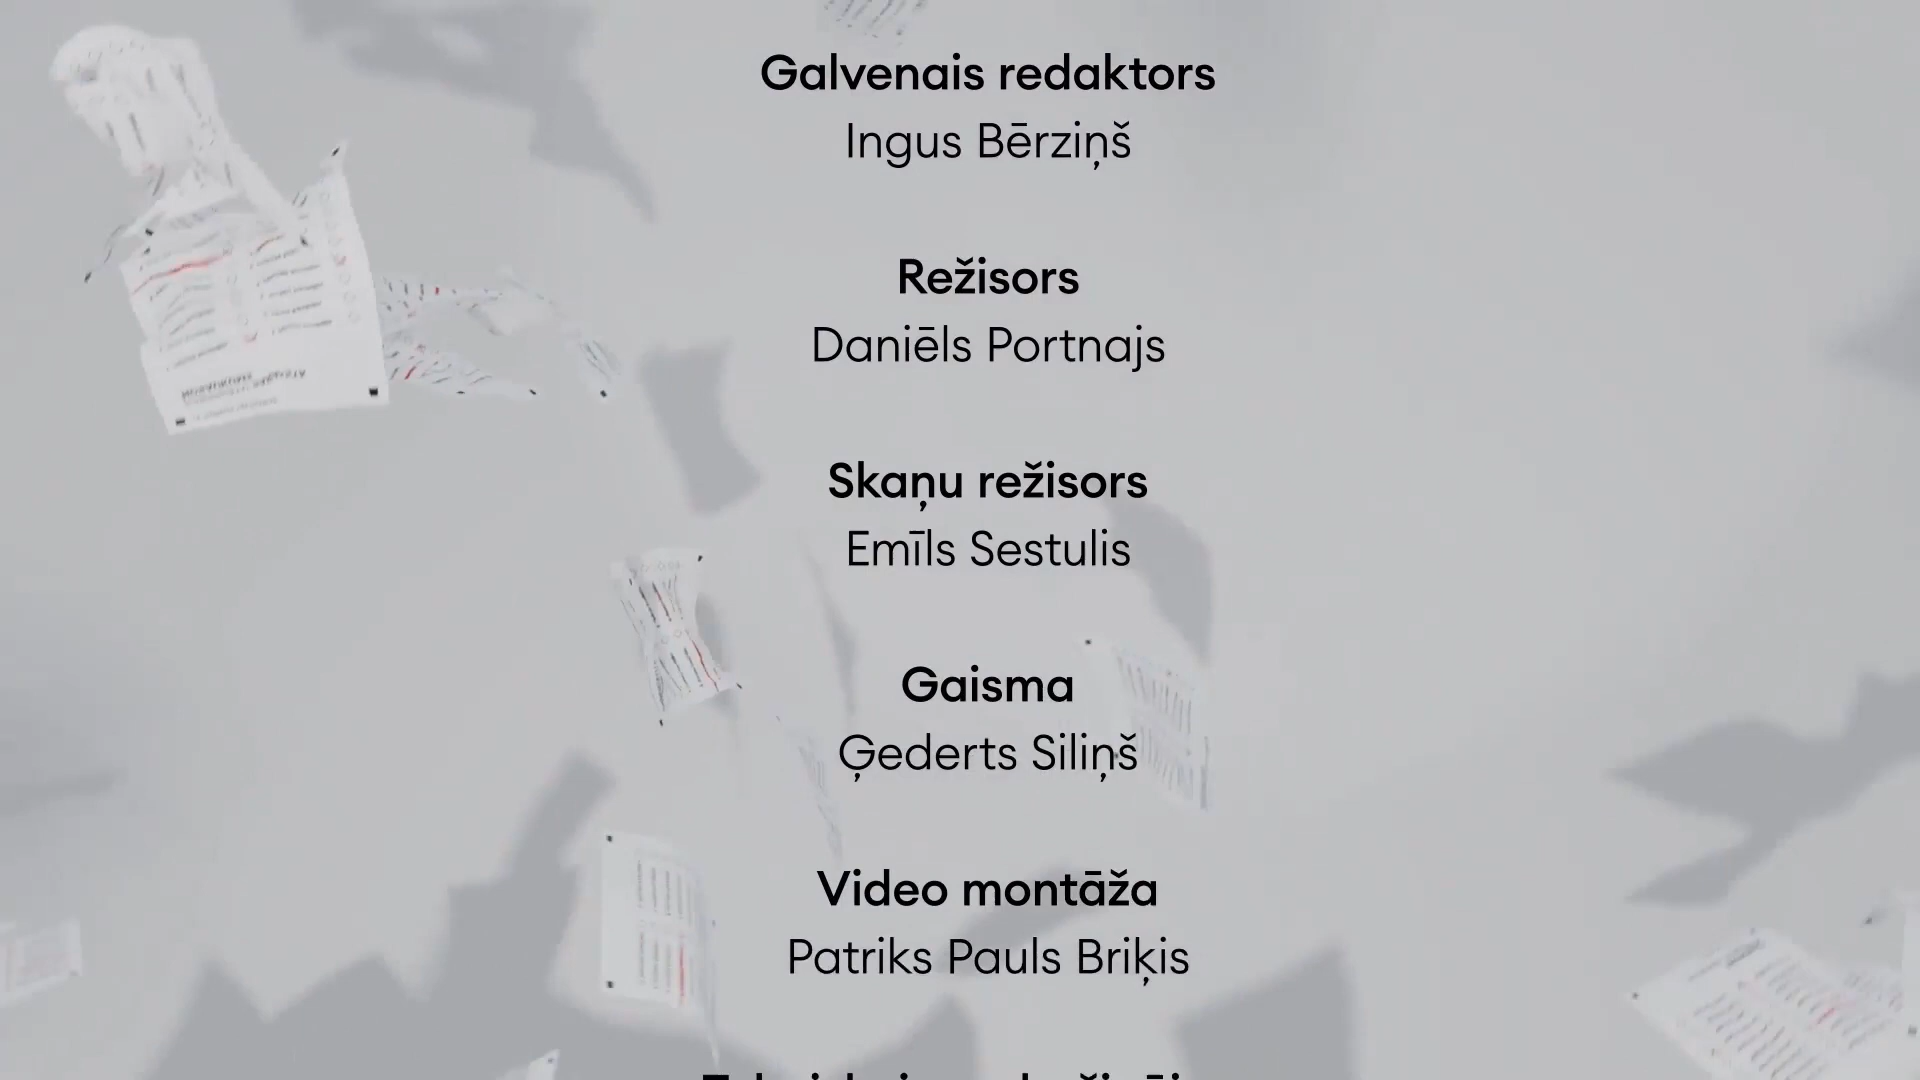 Galvenais redaktors
Ingus Bērziņš
Režisors
Daniēls Portnajs
Skaņu režisors
Emīls Sestulis
Gaisma
Ģederts Siliņš
Video montāža
Patriks Pauls Briķis